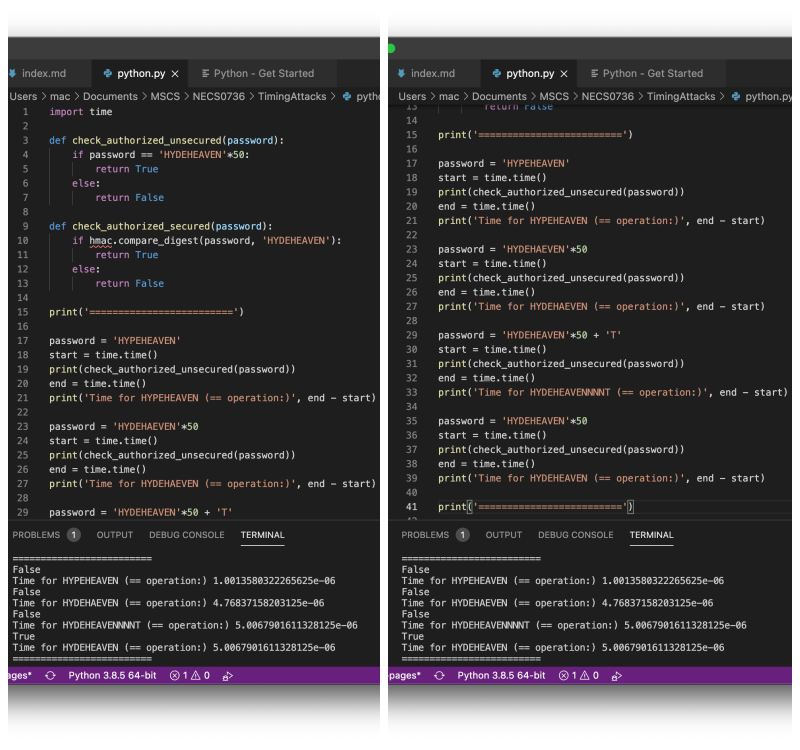 index.md
python.py ×
Python - Get Started
Users > mac > Documents > MSCS > NECS0736 > TimingAttacks >
1 import time
2
3 def check_authorized_unsecured(password):
4 if password == 'HYDEHEAVEN'*50:
5 return True
6 else:
7 return False
8
9 def check_authorized_secured(password):
10 if hmac.compare_digest(password, 'HYDEHEAVEN'):
11 return True
12 else:
13 return False
14
15 print('=========================')
16
17 password = 'HYPEHEAVEN'
18 start = time.time()
19 print(check_authorized_unsecured(password))
20 end = time.time()
21 print('Time for HYPEHEAVEN (== operation:)', end - start)
22
23 password = 'HYDEHAEVEN'*50
24 start = time.time()
25 print(check_authorized_unsecured(password))
26 end = time.time()
27 print('Time for HYDEHAEVEN (== operation:)', end - start)
28
29 password = 'HYDEHEAVEN'*50 + 'T'
PROBLEMS 1 OUTPUT DEBUG CONSOLE TERMINAL
=========================
False
Time for HYPEHEAVEN (== operation:) 1.0013580322265625e-06
False
Time for HYDEHAEVEN (== operation:) 4.76837158203125e-06
False
Time for HYDEHEAVENNNNT (== operation:) 5.0067901611328125e-06
True
Time for HYDEHEAVEN (== operation:) 5.0067901611328125e-06
=========================
Python 3.8.5 64-bit 1 0
index.md
python.py ×
Python - Get Started
Users > mac > Documents > MSCS > NECS0736 > TimingAttacks > python.py
13 return False
14
15 print('=========================')
16
17 password = 'HYPEHEAVEN'
18 start = time.time()
19 print(check_authorized_unsecured(password))
20 end = time.time()
21 print('Time for HYPEHEAVEN (== operation:)', end - start)
22
23 password = 'HYDEHAEVEN'*50
24 start = time.time()
25 print(check_authorized_unsecured(password))
26 end = time.time()
27 print('Time for HYDEHAEVEN (== operation:)', end - start)
28
29 password = 'HYDEHEAVEN'*50 + 'T'
30 start = time.time()
31 print(check_authorized_unsecured(password))
32 end = time.time()
33 print('Time for HYDEHEAVENNNNT (== operation:)', end - start)
34
35 password = 'HYDEHEAVEN'*50
36 start = time.time()
37 print(check_authorized_unsecured(password))
38 end = time.time()
39 print('Time for HYDEHEAVEN (== operation:)', end - start)
40
41 print('=========================')
PROBLEMS 1 OUTPUT DEBUG CONSOLE TERMINAL
=========================
False
Time for HYPEHEAVEN (== operation:) 1.0013580322265625e-06
False
Time for HYDEHAEVEN (== operation:) 4.76837158203125e-06
False
Time for HYDEHEAVENNNNT (== operation:) 5.0067901611328125e-06
True
Time for HYDEHEAVEN (== operation:) 5.0067901611328125e-06
=========================
Python 3.8.5 64-bit 1 0